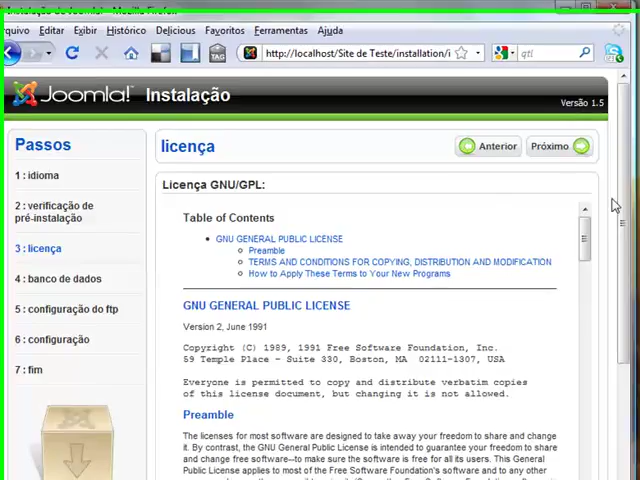 Instalação de Joomla! - Mozilla Firefox
rquivo Editar Exibir Histórico Delicious Favoritos Ferramentas Ajuda
TAG http://localhost/Site de Teste/installation/i qtl
Joomla! Instalação
Versão 1.5
Passos
licença
Anterior
Próximo
1 : idioma
2 : verificação de
pré-instalação
3 : licença
4 : banco de dados
5 : configuração do ftp
6 : configuração
7 : fim
Licença GNU/GPL:
Table of Contents
GNU GENERAL PUBLIC LICENSE
Preamble
TERMS AND CONDITIONS FOR COPYING, DISTRIBUTION AND MODIFICATION
How to Apply These Terms to Your New Programs
GNU GENERAL PUBLIC LICENSE
Version 2, June 1991
Copyright (C) 1989, 1991 Free Software Foundation, Inc.
59 Temple Place - Suite 330, Boston, MA 02111-1307, USA
Everyone is permitted to copy and distribute verbatim copies
of this license document, but changing it is not allowed.
Preamble
The licenses for most software are designed to take away your freedom to share and change
it. By contrast, the GNU General Public License is intended to guarantee your freedom to share
and change free software--to make sure the software is free for all its users. This General
Public License applies to most of the Free Software Foundation's software and to any other